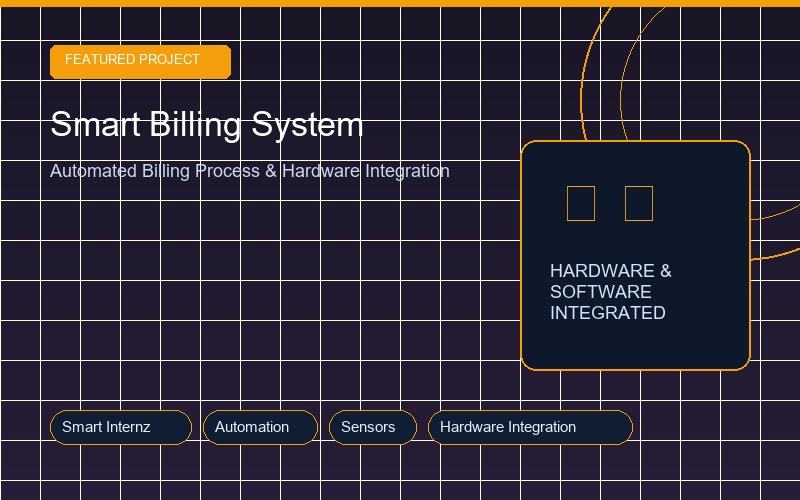 FEATURED PROJECT
Smart Billing System
Automated Billing Process & Hardware Integration
HARDWARE &
SOFTWARE
INTEGRATED
Smart Internz
Automation
Sensors
Hardware Integration